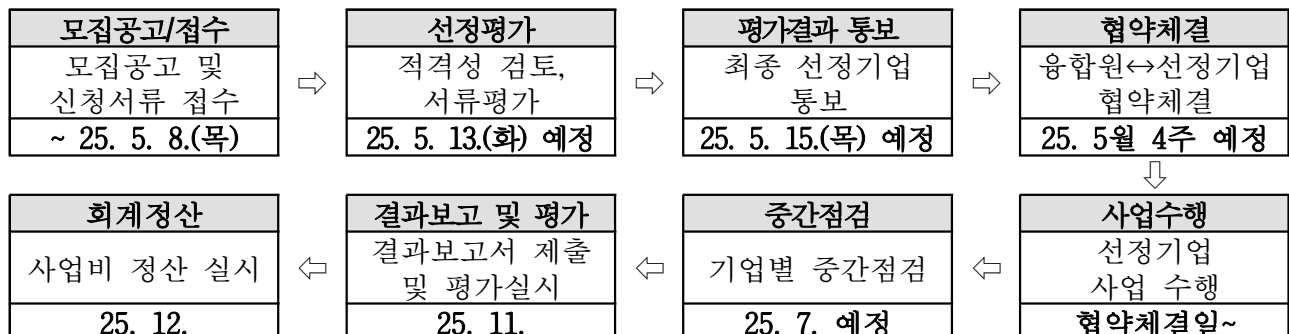 모집공고/접수
모집공고 및
신청서류 접수
~ 25. 5. 8.(목)
⇨
선정평가
적격성 검토,
서류평가
25. 5. 13.(화) 예정
⇨
평가결과 통보
최종 선정기업
통보
25. 5. 15.(목) 예정
⇨
협약체결
융합원↔선정기업
협약체결
25. 5월 4주 예정
⇩
사업수행
선정기업
사업 수행
협약체결일~
⇦
중간점검
기업별 중간점검
25. 7. 예정
⇦
결과보고 및 평가
결과보고서 제출
및 평가실시
25. 11.
⇦
회계정산
사업비 정산 실시
25. 12.